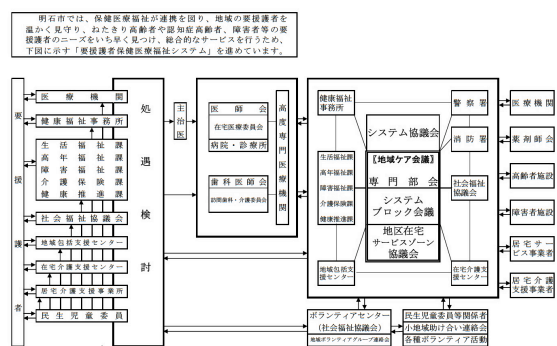 明石市では、保健医療福祉が連携を図り、地域の要援護者を
温かく見守り、ねたきり高齢者や認知症高齢者、障害者等の要
援護者のニーズをいち早く見つけ、総合的なサービスを行うため、
下図に示す「要援護者保健医療福祉システム」を進めています。
要援護者
医療機関
健康福祉事務所
生活福祉課
高年福祉課
障害福祉課
介護保険課
健康推進課
社会福祉協議会
地域包括支援センター
在宅介護支援センター
居宅介護支援事業所
民生児童委員
処遇検討
主治医
医師会
在宅医療委員会
病院・診療所
歯科医師会
訪問歯科・介護委員会
高度専門医療機関
健康福祉
事務所
生活福祉課
高年福祉課
障害福祉課
介護保険課
健康推進課
地域包括支
援センター
システム協議会
【地域ケア会議】
専門部会
システム
ブロック会議
地区在宅
サービスゾーン
協議会
警察署
消防署
社会福祉
協議会
在宅介護支
援センター
医療機関
薬剤師会
高齢者施設
障害者施設
居宅サー
ビス事業者
居宅介護
支援事業者
ボランティアセンター
(社会福祉協議会)
地域ボランティアグループ連絡会
民生児童委員等関係者
小地域助け合い連絡会
各種ボランティア活動